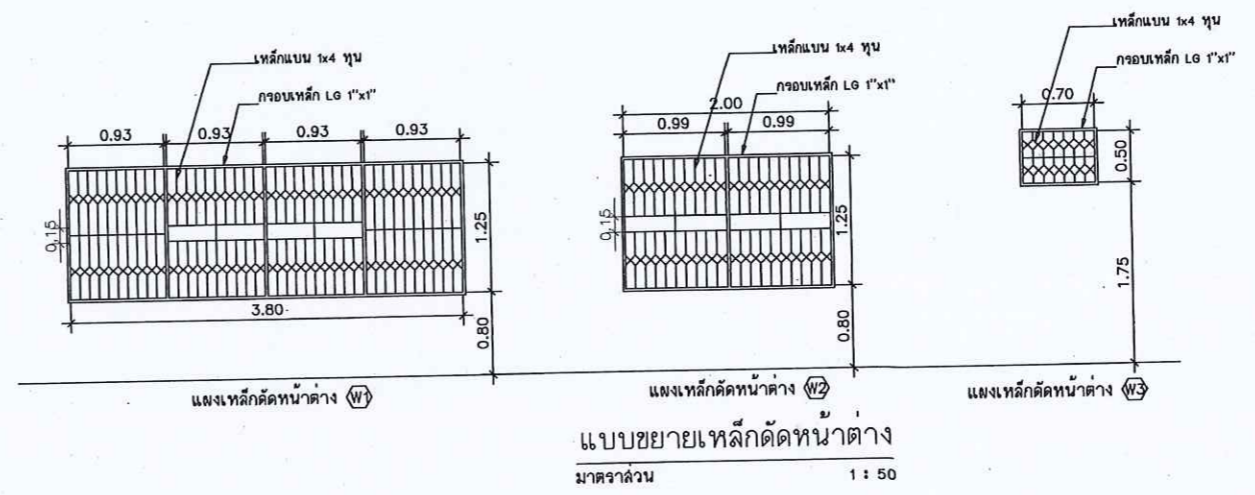 เหล็กแบน 1x4 หุน
กรอบเหล็ก LG 1"x1"
0.93
0.93
0.93
0.93
0.15
1.25
3.80
0.80
แผงเหล็กดัดหน้าต่าง W1
เหล็กแบน 1x4 หุน
กรอบเหล็ก LG 1"x1"
2.00
0.99
0.99
0.15
1.25
0.80
แผงเหล็กดัดหน้าต่าง W2
เหล็กแบน 1x4 หุน
กรอบเหล็ก LG 1"x1"
0.70
0.50
1.75
แผงเหล็กดัดหน้าต่าง W3
แบบขยายเหล็กดัดหน้าต่าง
มาตราส่วน 1 : 50